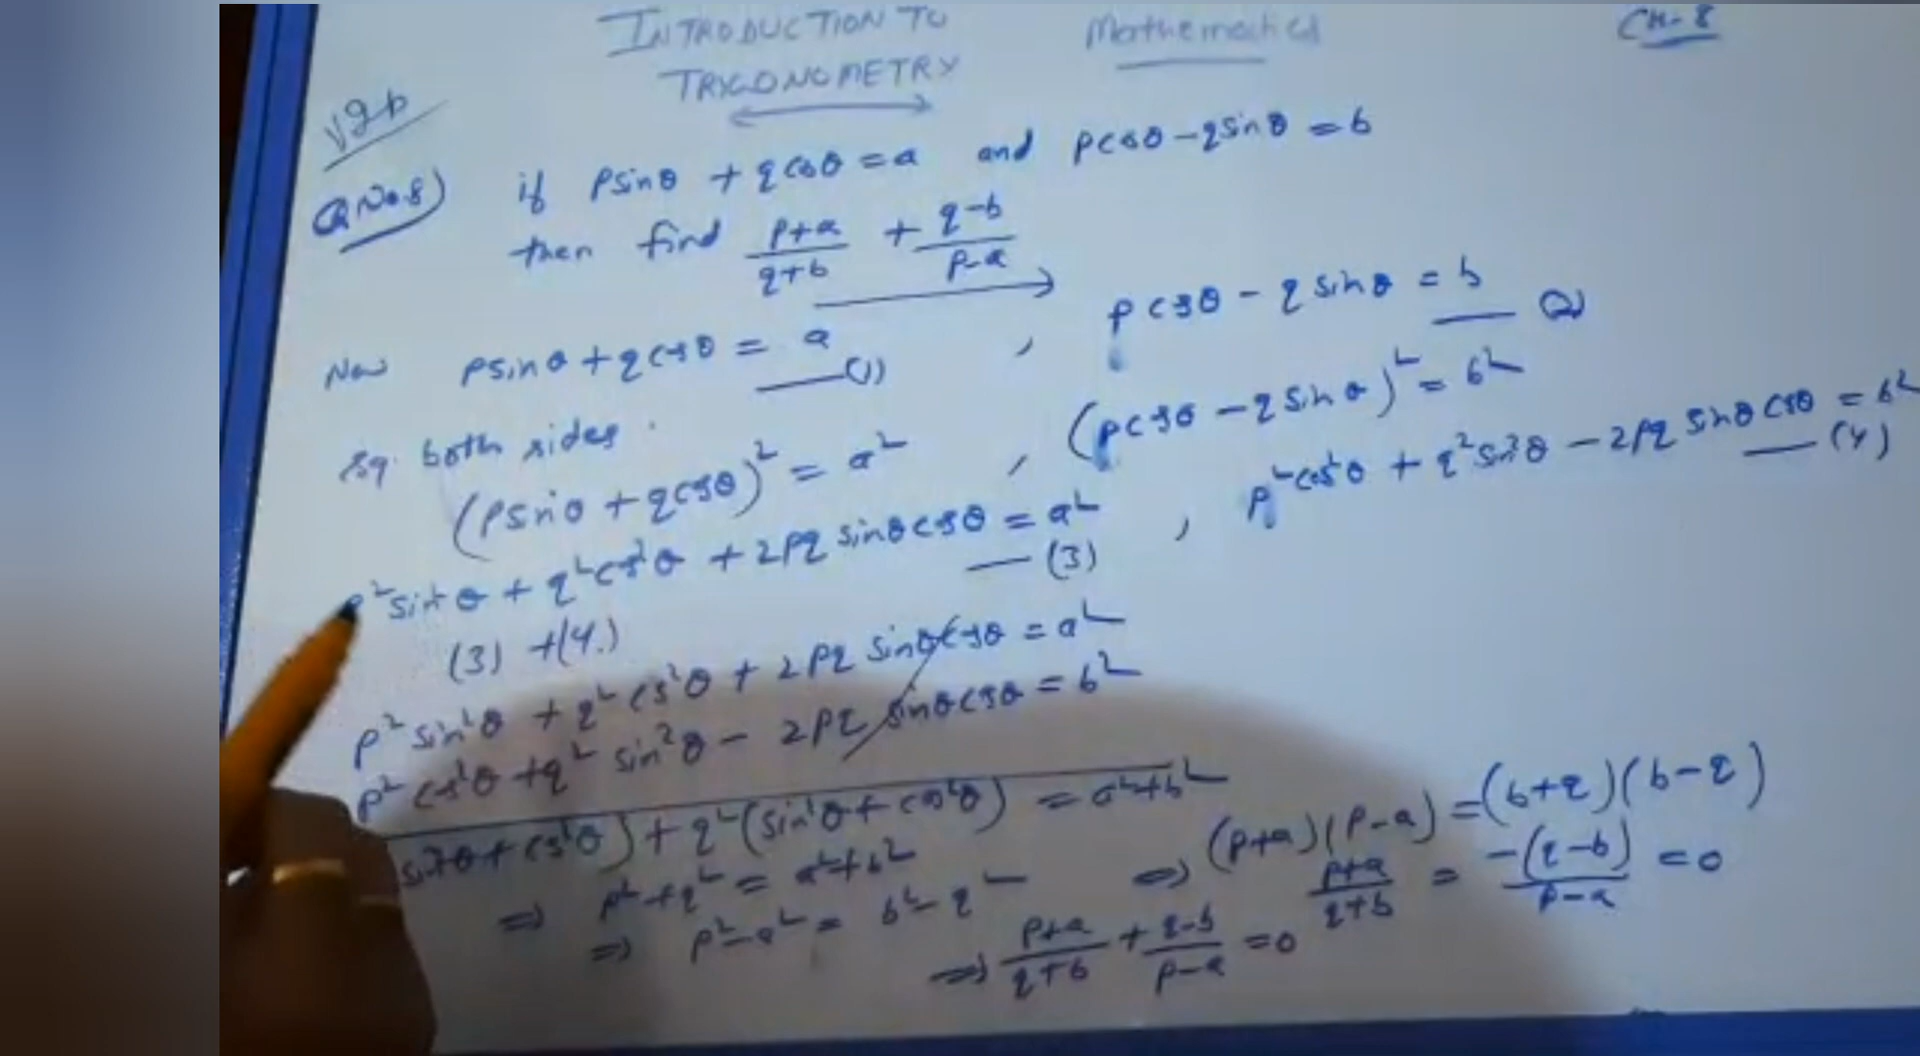 INTRODUCTION TO
TRIGONOMETRY
Mathematics
CH-8
VIP
Q No.8) if psinθ + qcosθ = a and pcosθ - qsinθ = b
then find (p+a)/(q+b) + (q-b)/(p-a)
Now psinθ + qcosθ = a —(1) , pcosθ - qsinθ = b —(2)
sq. both sides.
(psinθ + qcosθ)² = a² , (pcosθ - qsinθ)² = b²
p²sin²θ + q²cos²θ + 2pq sinθcosθ = a² —(3) , p²cos²θ + q²sin²θ - 2pq sinθcosθ = b² —(4)
(3) + (4.)
p²sin²θ + q²cos²θ + 2pq sinθcosθ = a²
p²cos²θ + q²sin²θ - 2pq sinθcosθ = b²
sin²θ + cos²θ) + q²(sin²θ + cos²θ) = a² + b²
⇒ p² + q² = a² + b²
⇒ p² - a² = b² - q²
⇒ (p+a)(p-a) = (b+q)(b-q)
(p+a)/(q+b) = -(q-b)/(p-a) = 0
⇒ (p+a)/(q+b) + (q-b)/(p-a) = 0